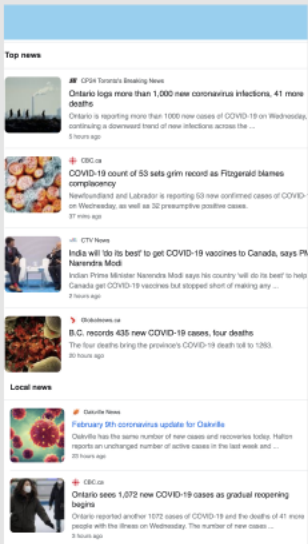 Top news
CP24 Toronto's Breaking News
Ontario logs more than 1,000 new coronavirus infections, 41 more
deaths
Ontario is reporting more than 1000 new cases of COVID-19 on Wednesday,
continuing a downward trend of new infections across the ...
3 hours ago
CBC.ca
COVID-19 count of 53 sets grim record as Fitzgerald blames
complacency
Newfoundland and Labrador is reporting 53 new confirmed cases of COVID-
on Wednesday, as well as 32 presumptive positive cases.
37 mins ago
CTV News
India will 'do its best' to get COVID-19 vaccines to Canada, says PM
Narendra Modi
Indian Prime Minister Narendra Modi says his country 'will do its best' to help
Canada get COVID-19 vaccines but stopped short of making any ...
2 hours ago
Globalnews.ca
B.C. records 435 new COVID-19 cases, four deaths
The four deaths bring the province's COVID-19 death toll to 1263.
20 hours ago
Local news
Oakville News
February 9th coronavirus update for Oakville
Oakville has the same number of new cases and recoveries today. Halton
reports an unchanged number of active cases in the last week and ...
23 hours ago
CBC.ca
Ontario sees 1,072 new COVID-19 cases as gradual reopening
begins
Ontario reported another 1072 cases of COVID-19 and the deaths of 41 more
people with the illness on Wednesday. The number of new cases ...
3 hours ago